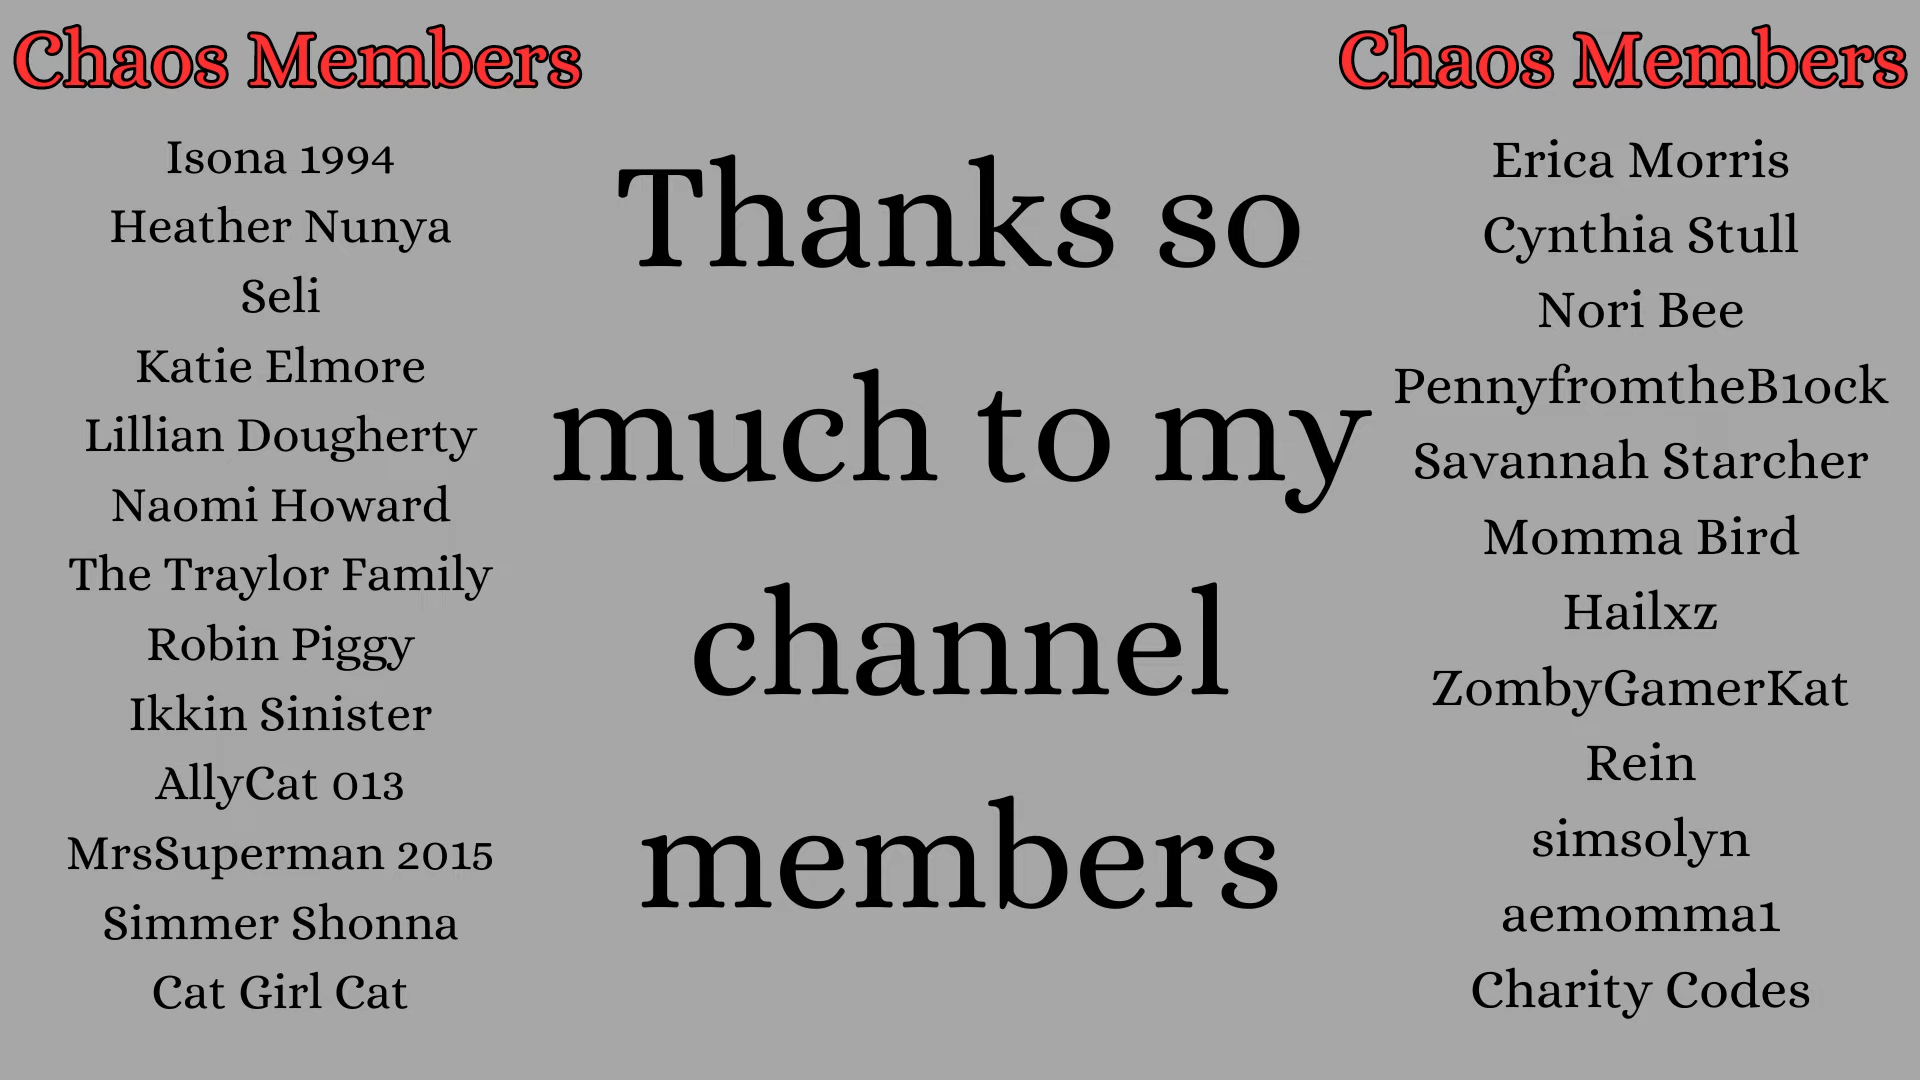 Chaos Members
Isona 1994
Heather Nunya
Seli
Katie Elmore
Lillian Dougherty
Naomi Howard
The Traylor Family
Robin Piggy
Ikkin Sinister
AllyCat 013
MrsSuperman 2015
Simmer Shonna
Cat Girl Cat
Thanks so
much to my
channel
members
Chaos Members
Erica Morris
Cynthia Stull
Nori Bee
PennyfromtheB1ock
Savannah Starcher
Momma Bird
Hailxz
ZombyGamerKat
Rein
simsolyn
aemomma1
Charity Codes